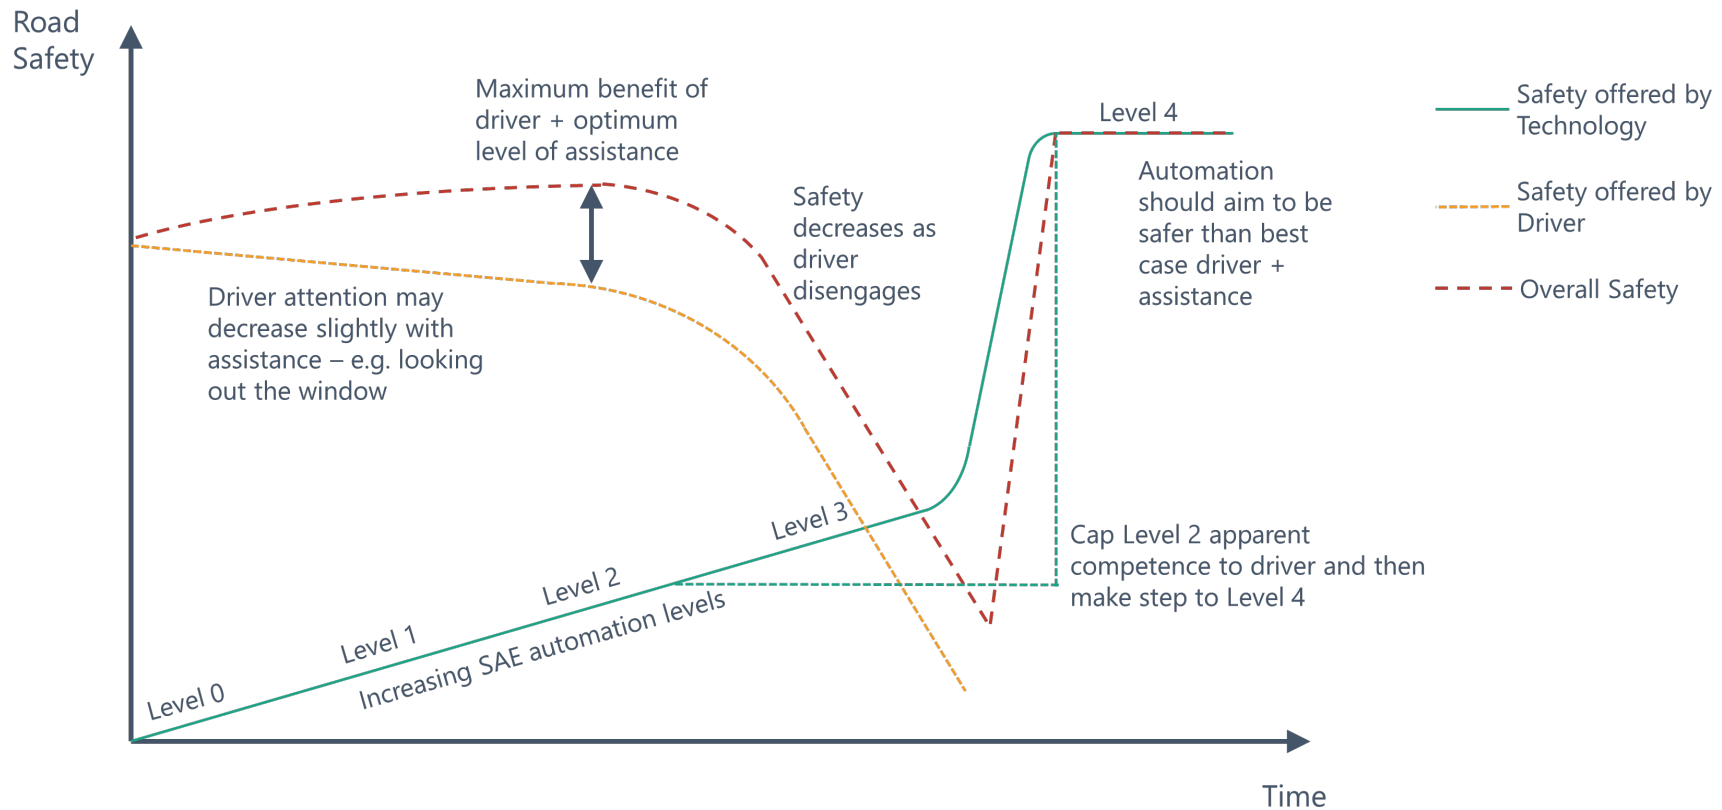 Road
Safety
Maximum benefit of
driver + optimum
level of assistance
Safety
decreases as
driver
disengages
Level 4
Automation
should aim to be
safer than best
case driver +
assistance
Safety offered by
Technology
Safety offered by
Driver
Overall Safety
Driver attention may
decrease slightly with
assistance – e.g. looking
out the window
Level 0
Level 1
Level 2
Level 3
Increasing SAE automation levels
Cap Level 2 apparent
competence to driver and then
make step to Level 4
Time